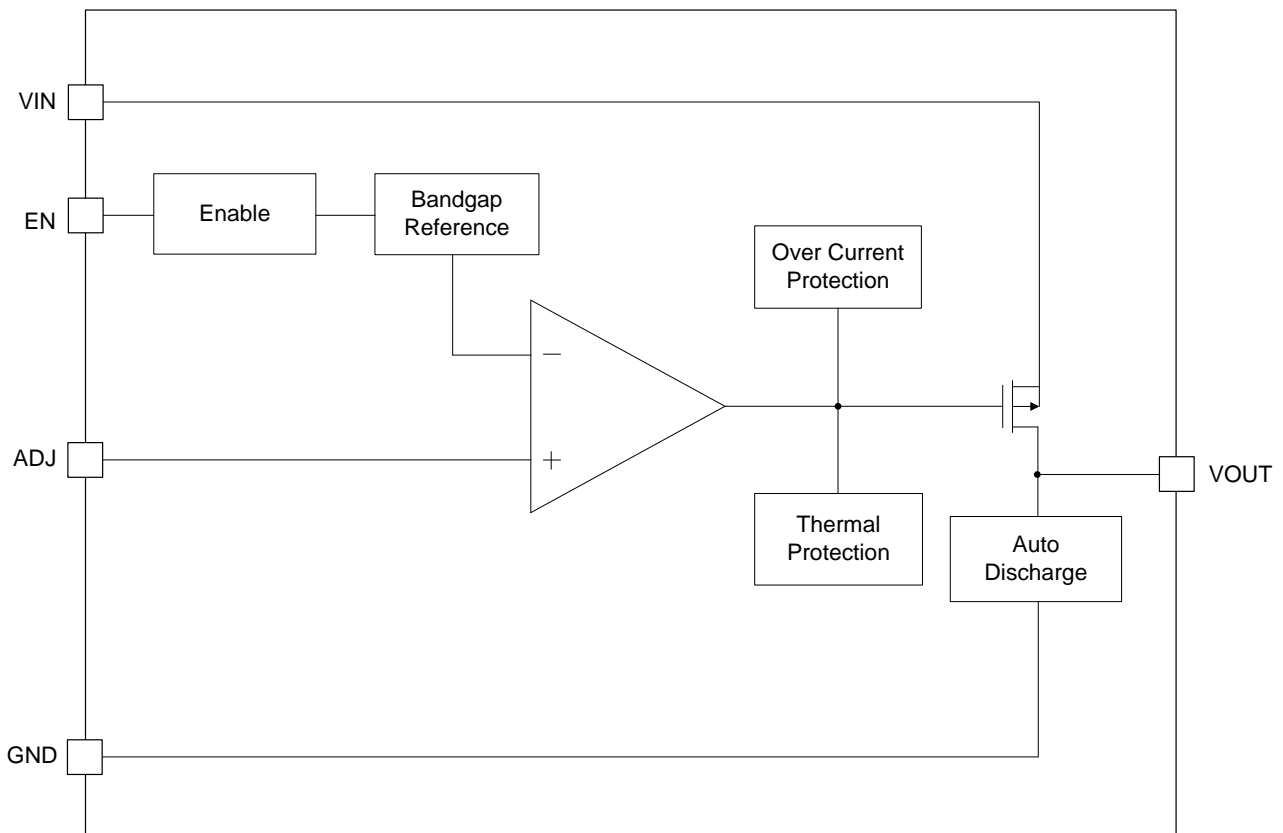 VIN
EN
Enable
Bandgap
Reference
Over Current
Protection
−
+
ADJ
VOUT
Thermal
Protection
Auto
Discharge
GND